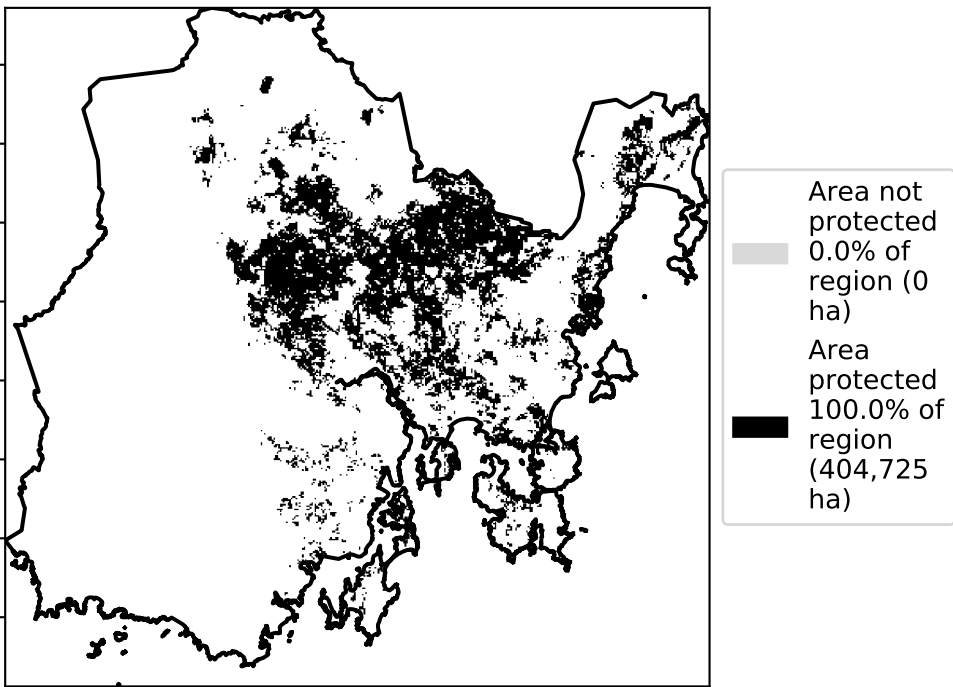 Area not
protected
0.0% of
region (0
ha)
Area
protected
100.0% of
region
(404,725
ha)